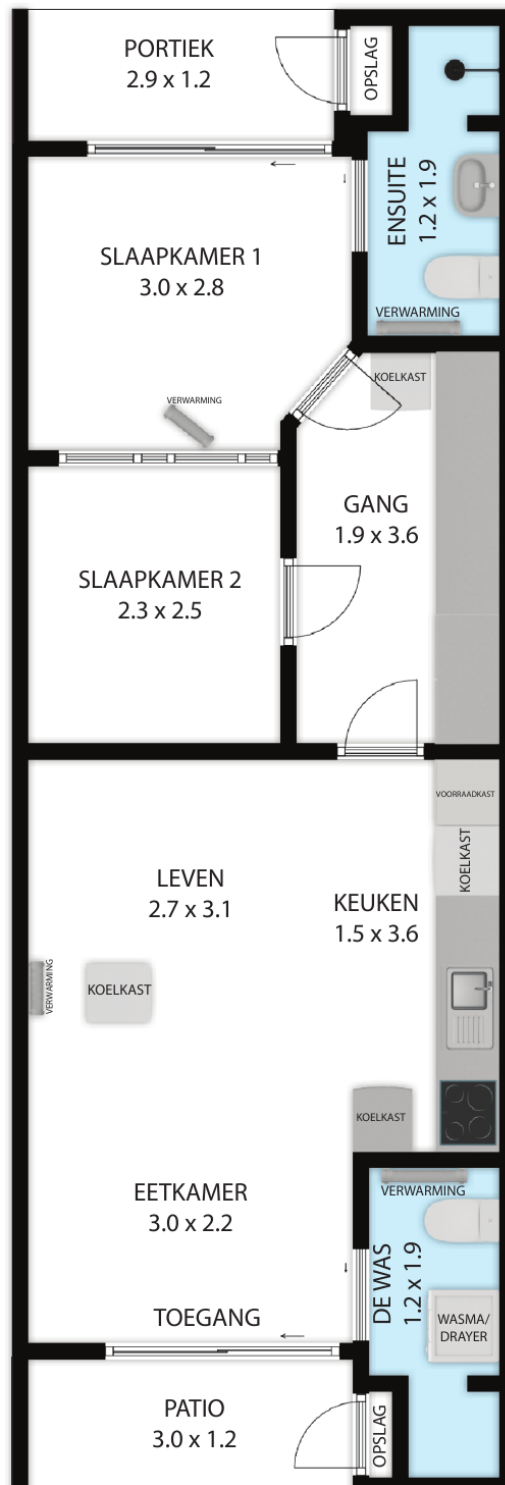 PORTIEK
2.9 x 1.2
OPSLAG
ENSUITE
1.2 x 1.9
SLAAPKAMER 1
3.0 x 2.8
VERWARMING
KOELKAST
VERWARMING
GANG
1.9 x 3.6
SLAAPKAMER 2
2.3 x 2.5
VOORRAADKAST
KOELKAST
LEVEN
2.7 x 3.1
KEUKEN
1.5 x 3.6
VERWARMING
KOELKAST
KOELKAST
EETKAMER
3.0 x 2.2
VERWARMING
DE WAS
1.2 x 1.9
WASMA/
DRAYER
TOEGANG
PATIO
3.0 x 1.2
OPSLAG